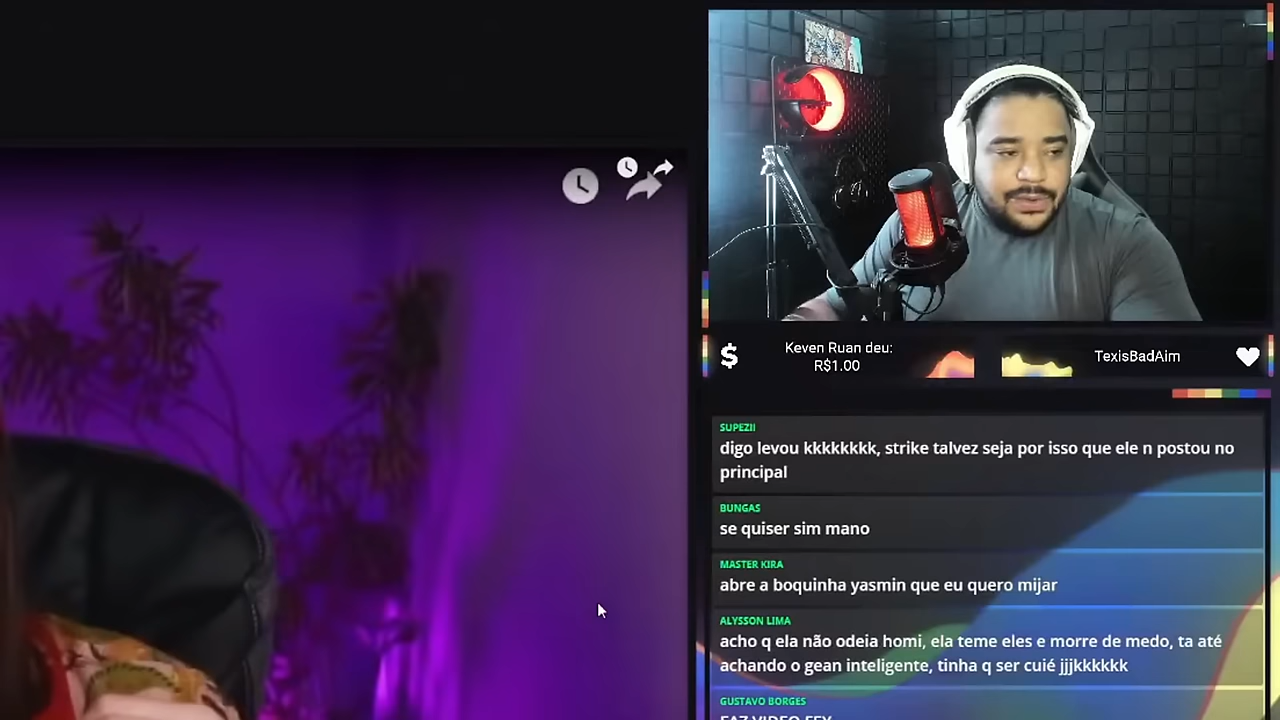 $
Keven Ruan deu:
R$1.00
TexisBadAim
SUPEZII
digo levou kkkkkkkk, strike talvez seja por isso que ele n postou no
principal
BUNGAS
se quiser sim mano
MASTER KIRA
abre a boquinha yasmin que eu quero mijar
ALYSSON LIMA
acho q ela não odeia homi, ela teme eles e morre de medo, ta até
achando o gean inteligente, tinha q ser cuié jjjkkkkkk
GUSTAVO BORGES
FAZ VIDEO